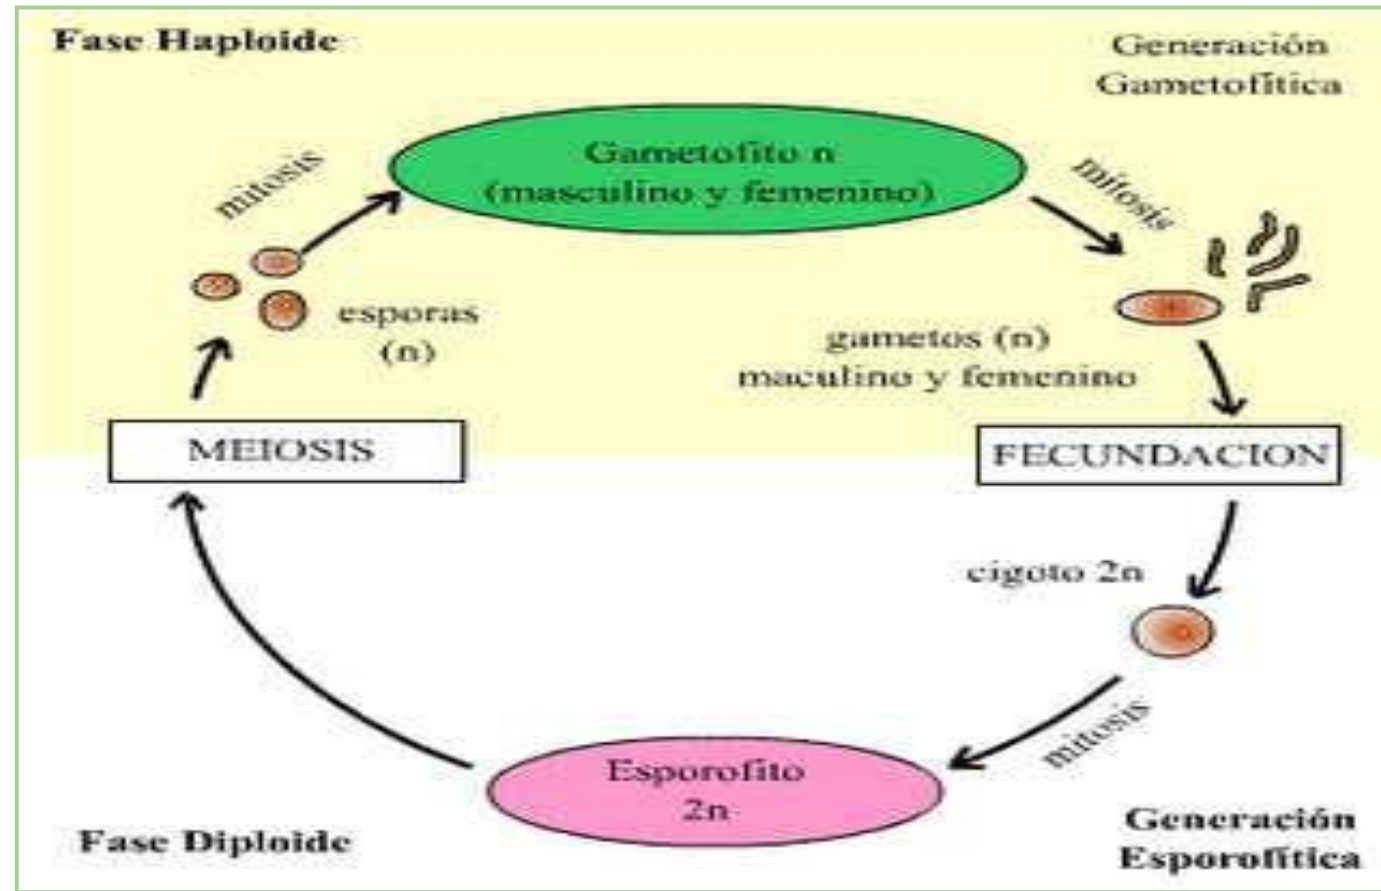 Fase Haploide
Generación
Gametofítica
Gametofito n
(masculino y femenino)
mitosis
mitosis
esporas
(n)
gametos (n)
maculino y femenino
MEIOSIS
FECUNDACION
cigoto 2n
mitosis
Esporofito
2n
Fase Diploide
Generación
Esporofítica